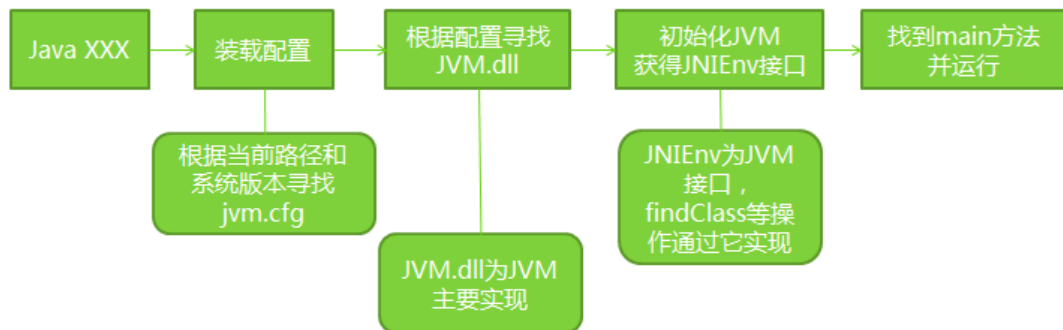 Java XXX
装载配置
根据配置寻找
JVM.dll
初始化JVM
获得JNIEnv接口
找到main方法
并运行
根据当前路径和
系统版本寻找
jvm.cfg
JVM.dll为JVM
主要实现
JNIEnv为JVM
接口，
findClass等操
作通过它实现